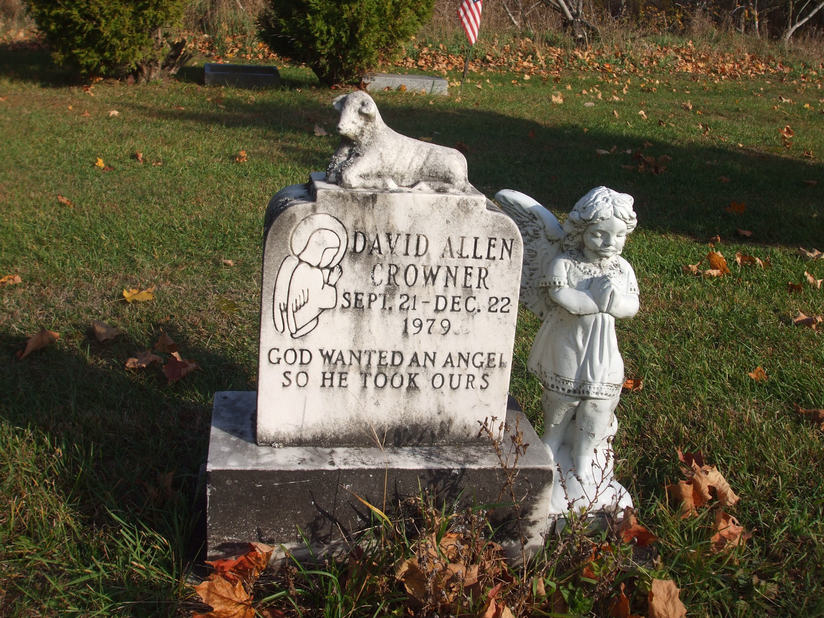 DAVID ALLEN
CROWNER
SEPT. 21 - DEC. 22
1979
GOD WANTED AN ANGEL
SO HE TOOK OURS